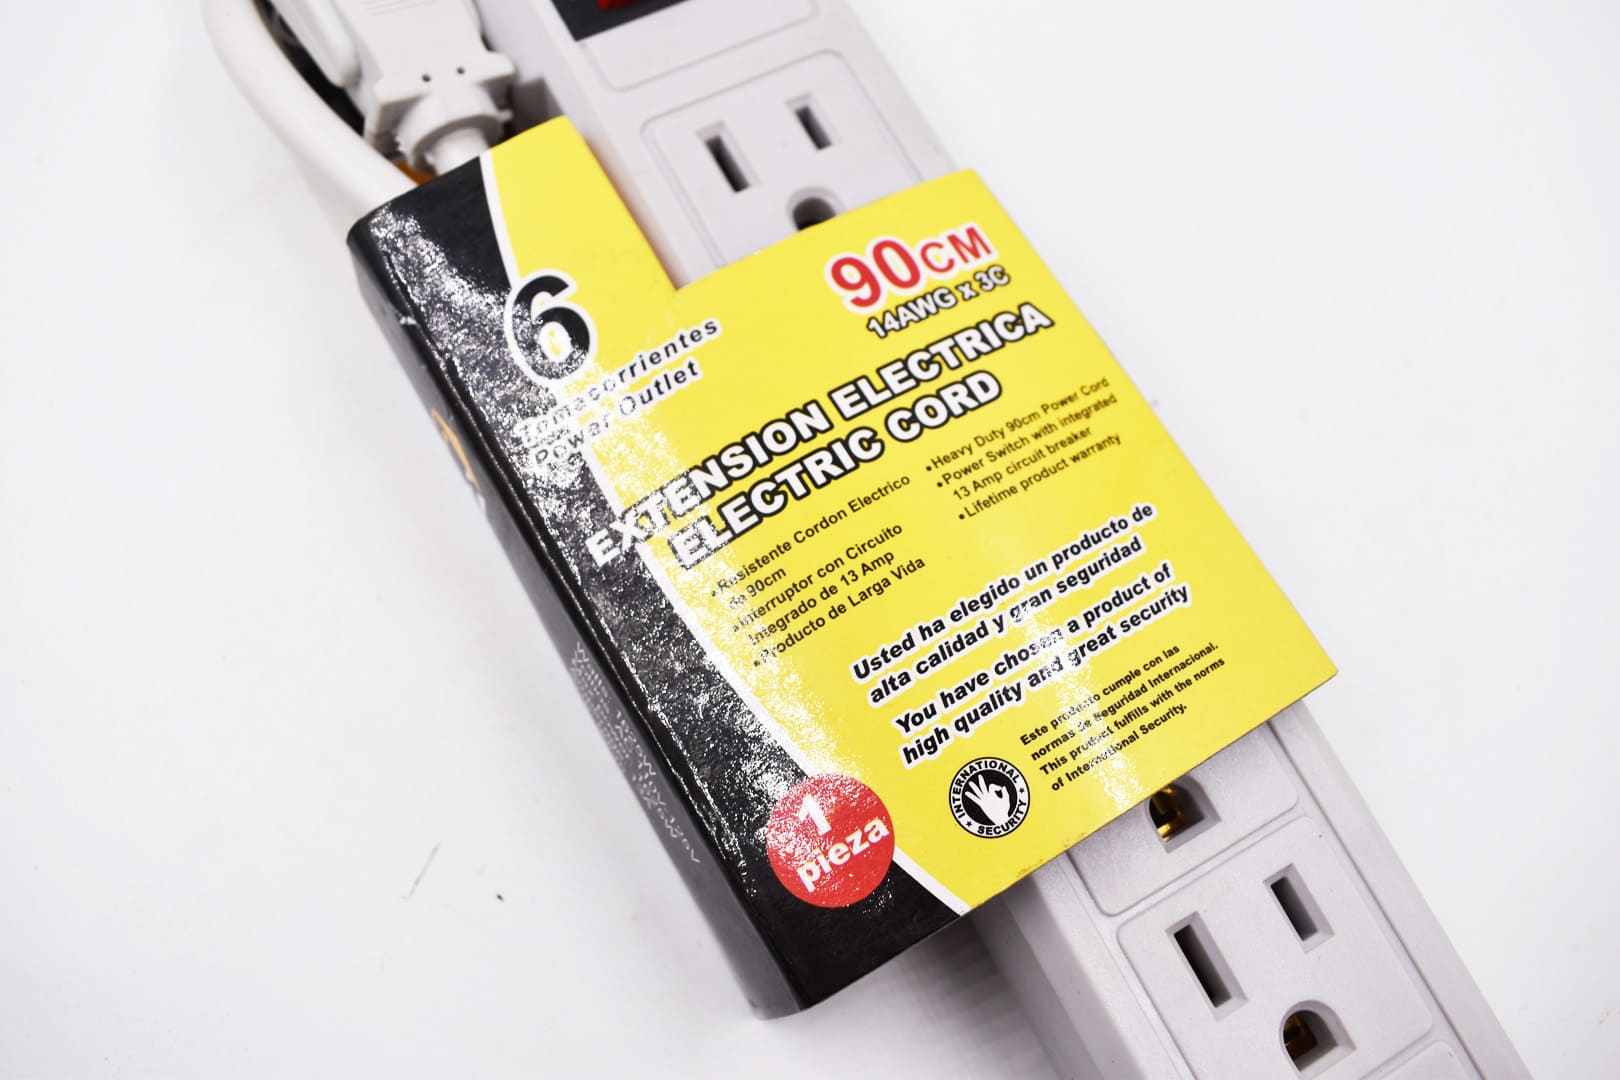 90CM
14AWG x 3C
6
Tomacorrientes
Power Outlet
EXTENSION ELECTRICA
ELECTRIC CORD
•Resistente Cordon Electrico
de 90cm
•Interruptor con Circuito
Integrado de 13 Amp
•Producto de Larga Vida
•Heavy Duty 90cm Power Cord
•Power Switch with integrated
13 Amp circuit breaker
•Lifetime product warranty
Usted ha elegido un producto de
alta calidad y gran seguridad
You have chosen a product of
high quality and great security
INTERNATIONAL
★ SECURITY ★
Este producto cumple con las
normas de Seguridad Internacional.
This product fulfills with the norms
of International Security.
1
pieza